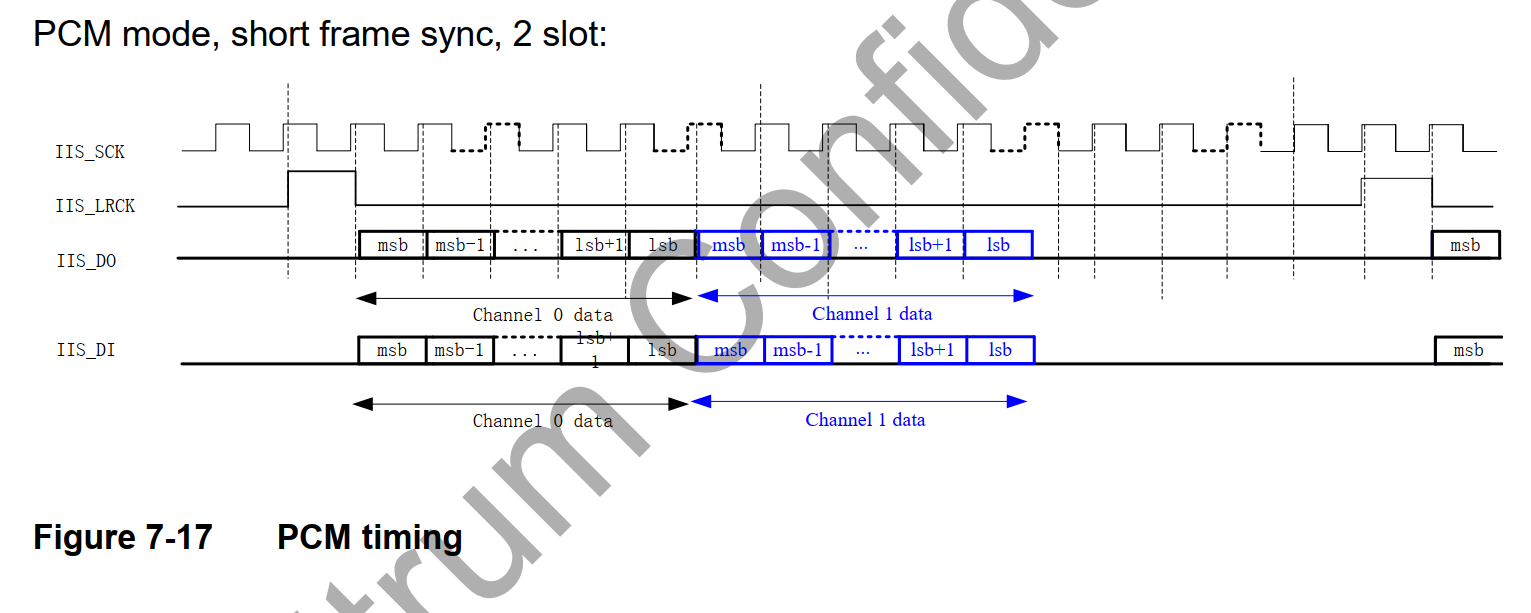 PCM mode, short frame sync, 2 slot:
IIS_SCK
IIS_LRCK
IIS_DO
msb msb-1 ... lsb+1 lsb msb msb-1 ... lsb+1 lsb msb
Channel 0 data Channel 1 data
IIS_DI
msb msb-1 ... lsb+1 lsb msb msb-1 ... lsb+1 lsb msb
Channel 0 data Channel 1 data
Figure 7-17 PCM timing
trum Confide